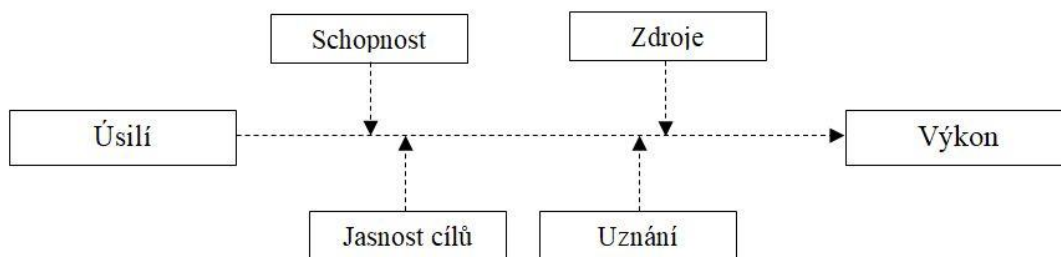 Schopnost
Zdroje
Úsilí
Výkon
Jasnost cílů
Uznání